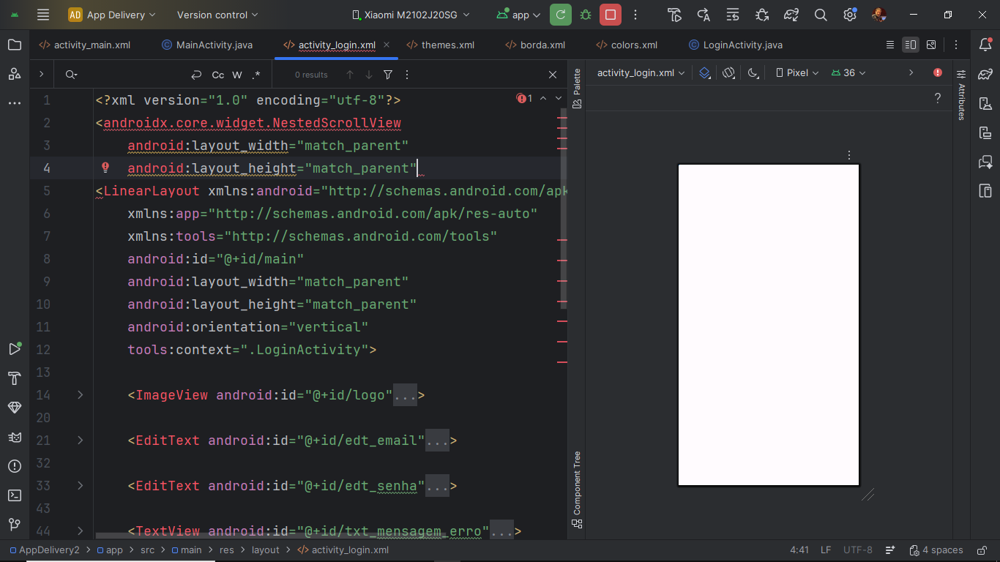 AD App Delivery Version control Xiaomi M2102J20SG app
activity_main.xml MainActivity.java activity_login.xml themes.xml borda.xml colors.xml LoginActivity.java
Cc W .* 0 results
activity_login.xml Pixel 36
?
Palette
Attributes
Component Tree
1
1 <?xml version="1.0" encoding="utf-8"?>
2 <androidx.core.widget.NestedScrollView
3 android:layout_width="match_parent"
4 android:layout_height="match_parent"
5 <LinearLayout xmlns:android="http://schemas.android.com/apk
6 xmlns:app="http://schemas.android.com/apk/res-auto"
7 xmlns:tools="http://schemas.android.com/tools"
8 android:id="@+id/main"
9 android:layout_width="match_parent"
10 android:layout_height="match_parent"
11 android:orientation="vertical"
12 tools:context=".LoginActivity">
13
14 <ImageView android:id="@+id/logo"...>
20
21 <EditText android:id="@+id/edt_email"...>
32
33 <EditText android:id="@+id/edt_senha"...>
43
44 <TextView android:id="@+id/txt_mensagem_erro"...>
AppDelivery2 app src main res layout activity_login.xml 4:41 LF UTF-8 4 spaces